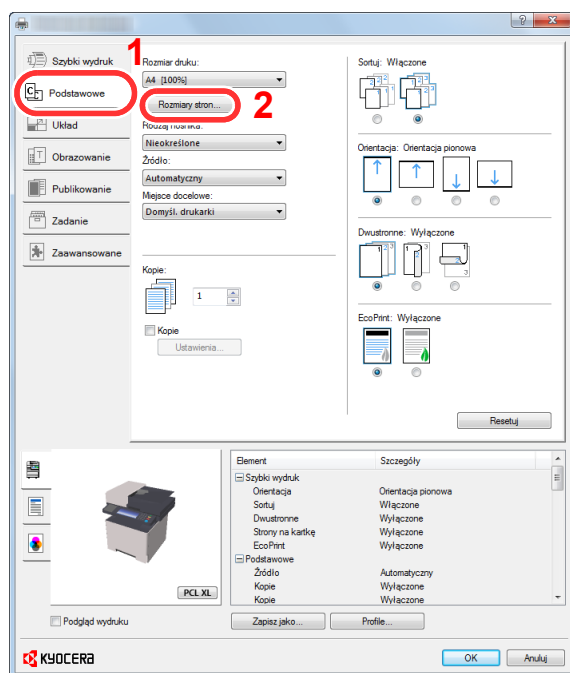 1
Szybki wydruk
Podstawowe
Układ
Obrazowanie
Publikowanie
Zadanie
Zaawansowane
Rozmiar druku:
A4 [100%]
Rozmiary stron...
2
Rodzaj nośnika:
Nieokreślone
Źródło:
Automatyczny
Miejsce docelowe:
Domyśl. drukarki
Kopie:
1
Kopie
Ustawienia...
Sortuj: Włączone
Orientacja: Orientacja pionowa
Dwustronne: Wyłączone
EcoPrint: Wyłączone
Resetuj
PCL XL
Podgląd wydruku
Element Szczegóły
Szybki wydruk
Orientacja Orientacja pionowa
Sortuj Włączone
Dwustronne Wyłączone
Strony na kartkę Wyłączone
EcoPrint Wyłączone
Podstawowe
Źródło Automatyczny
Kopie Wyłączone
Kopie Wyłączone
Zapisz jako... Profile...
KYOCERA
OK Anuluj